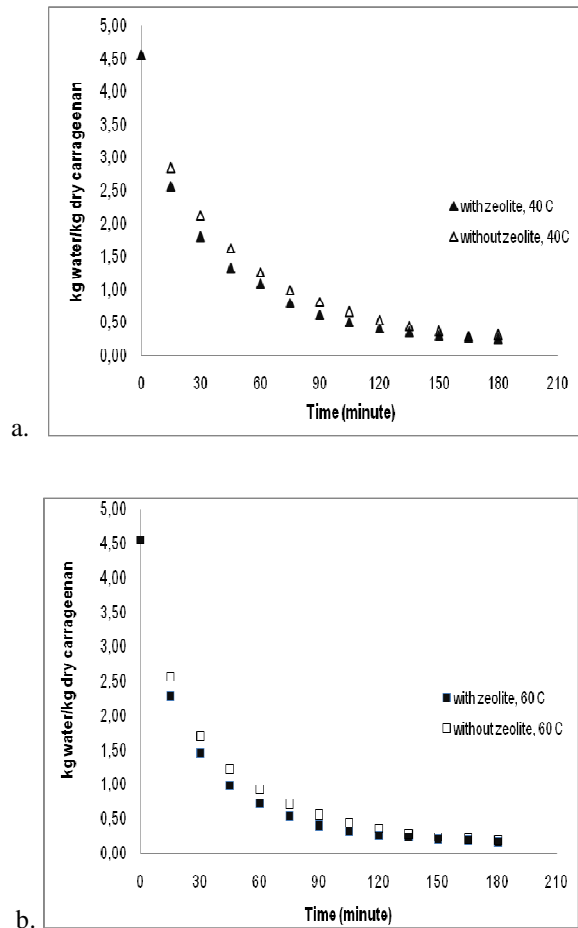 5,00
4,50
4,00
3,50
3,00
2,50
2,00
1,50
1,00
0,50
0,00
kg water/kg dry carrageenan
with zeolite, 40 C
without zeolite, 40C
0 30 60 90 120 150 180 210
Time (minute)
a.
5,00
4,50
4,00
3,50
3,00
2,50
2,00
1,50
1,00
0,50
0,00
kg water/kg dry carrageenan
with zeolite, 60 C
without zeolite, 60 C
0 30 60 90 120 150 180 210
Time (minute)
b.